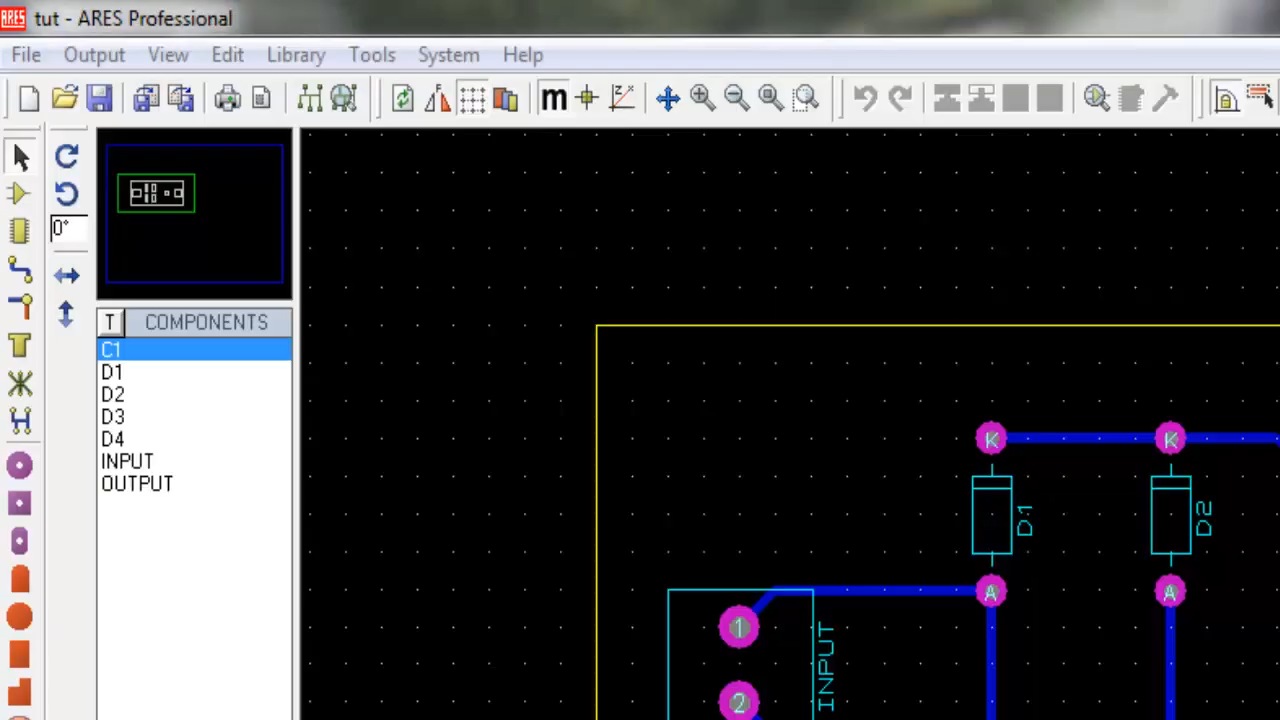 ARES tut - ARES Professional
File Output View Edit Library Tools System Help
m
0°
T COMPONENTS
C1
D1
D2
D3
D4
INPUT
OUTPUT
K K
D1 D2
A A
1
INPUT
2